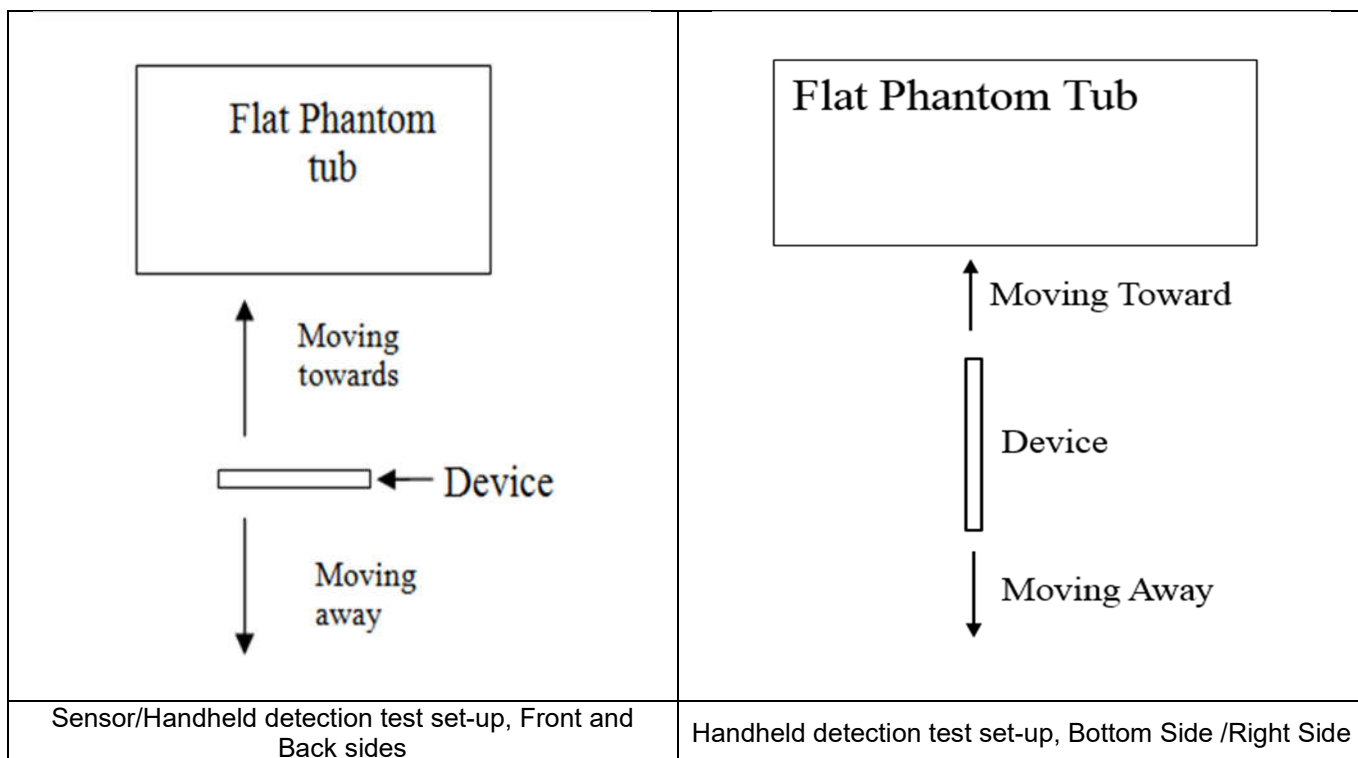 Flat Phantom
tub
Moving
towards
Device
Moving
away
Sensor/Handheld detection test set-up, Front and
Back sides
Flat Phantom Tub
Moving Toward
Device
Moving Away
Handheld detection test set-up, Bottom Side /Right Side